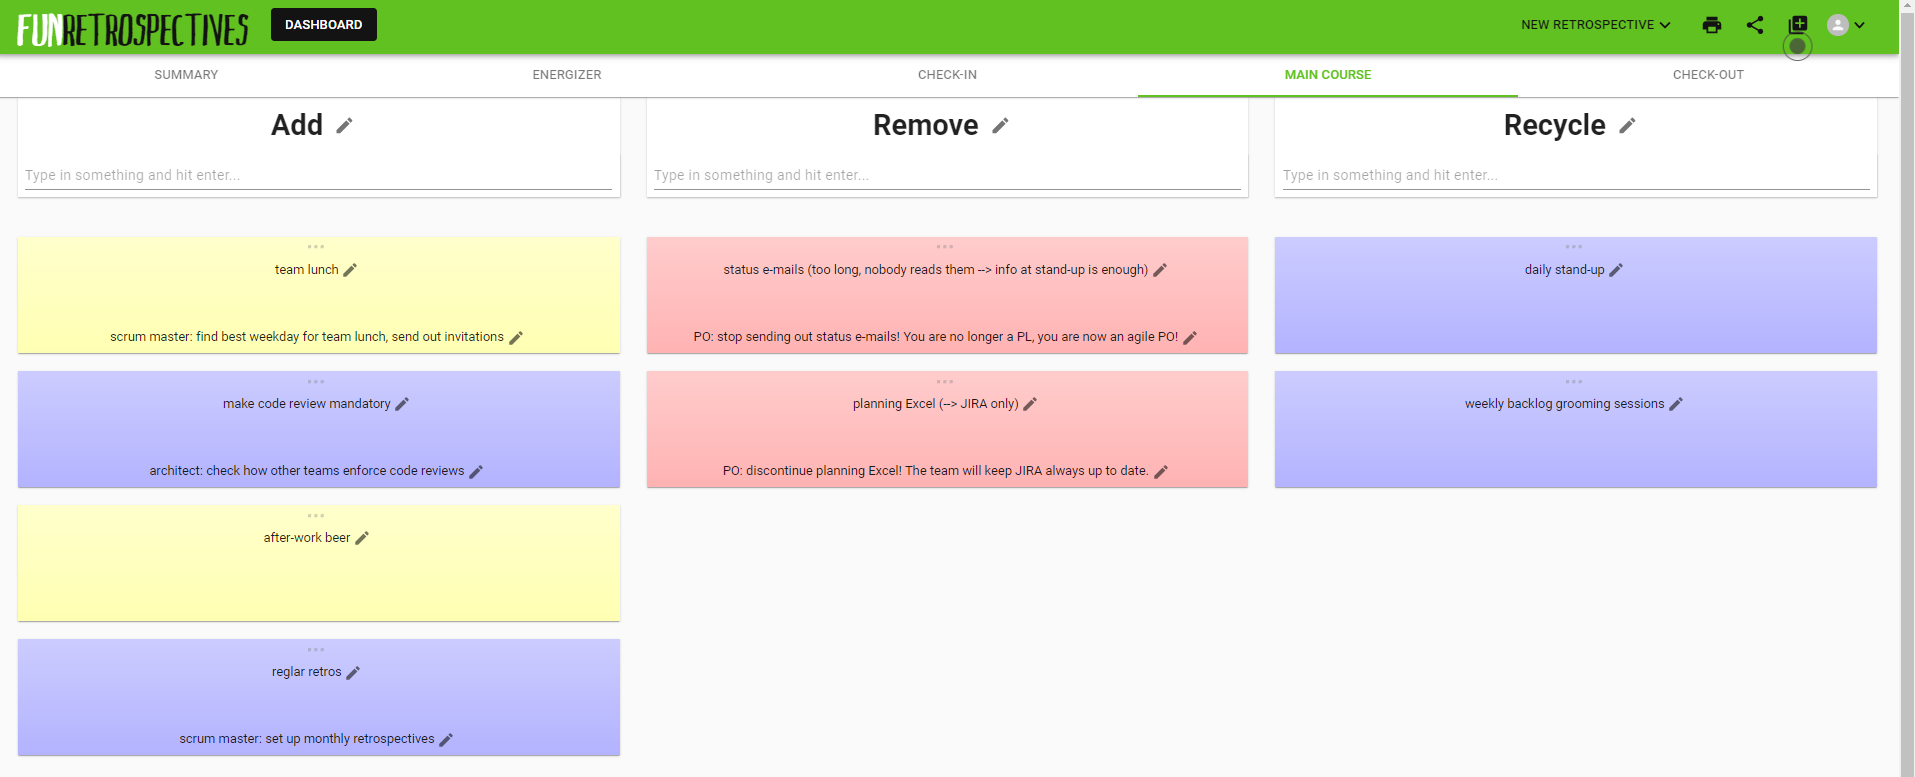 FUNRETROSPECTIVES DASHBOARD NEW RETROSPECTIVE
SUMMARY ENERGIZER CHECK-IN MAIN COURSE CHECK-OUT
Add Remove Recycle
Type in something and hit enter... Type in something and hit enter... Type in something and hit enter...
team lunch
scrum master: find best weekday for team lunch, send out invitations
make code review mandatory
architect: check how other teams enforce code reviews
after-work beer
reglar retros
scrum master: set up monthly retrospectives
status e-mails (too long, nobody reads them --> info at stand-up is enough)
PO: stop sending out status e-mails! You are no longer a PL, you are now an agile PO!
planning Excel (--> JIRA only)
PO: discontinue planning Excel! The team will keep JIRA always up to date.
daily stand-up
weekly backlog grooming sessions